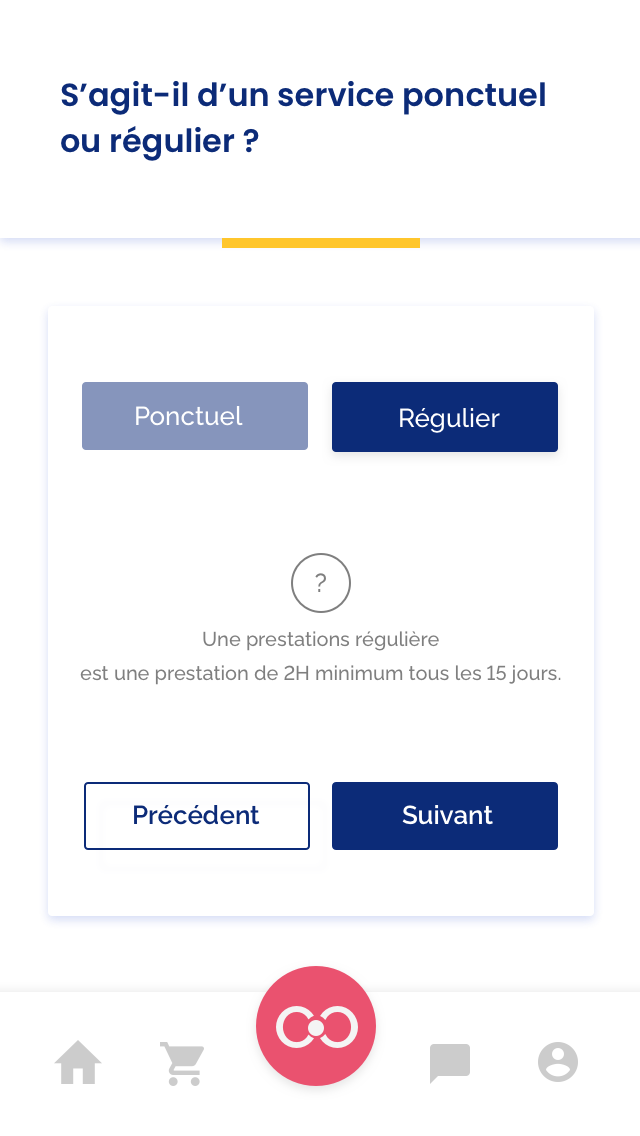 S’agit-il d’un service ponctuel
ou régulier ?
Ponctuel
Régulier
?
Une prestations régulière
est une prestation de 2H minimum tous les 15 jours.
Précédent
Suivant